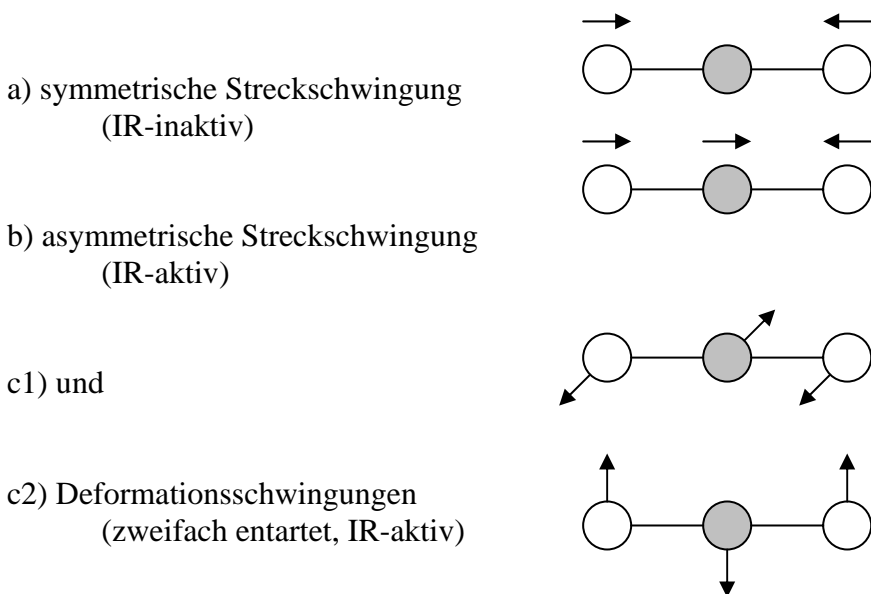 a) symmetrische Streckschwingung
(IR-inaktiv)
b) asymmetrische Streckschwingung
(IR-aktiv)
c1) und
c2) Deformationsschwingungen
(zweifach entartet, IR-aktiv)